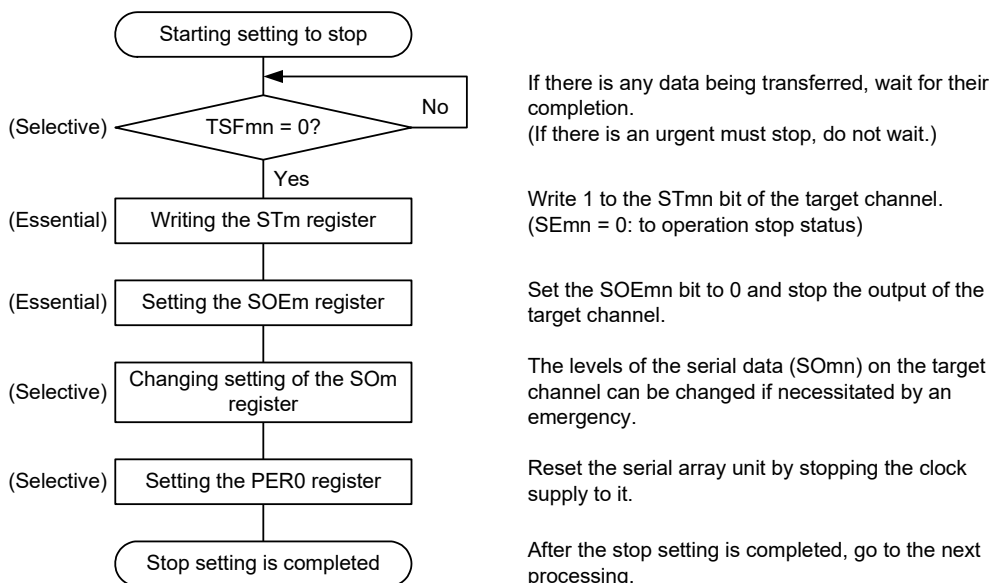 Starting setting to stop
(Selective)
TSFmn = 0?
No
If there is any data being transferred, wait for their
completion.
(If there is an urgent must stop, do not wait.)
Yes
(Essential)
Writing the STm register
Write 1 to the STmn bit of the target channel.
(SEmn = 0: to operation stop status)
(Essential)
Setting the SOEm register
Set the SOEmn bit to 0 and stop the output of the
target channel.
(Selective)
Changing setting of the SOm
register
The levels of the serial data (SOmn) on the target
channel can be changed if necessitated by an
emergency.
(Selective)
Setting the PER0 register
Reset the serial array unit by stopping the clock
supply to it.
Stop setting is completed
After the stop setting is completed, go to the next
processing.